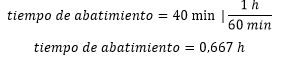 tiempo de abatimiento = 40 min | 1 h / 60 min
tiempo de abatimiento = 0,667 h